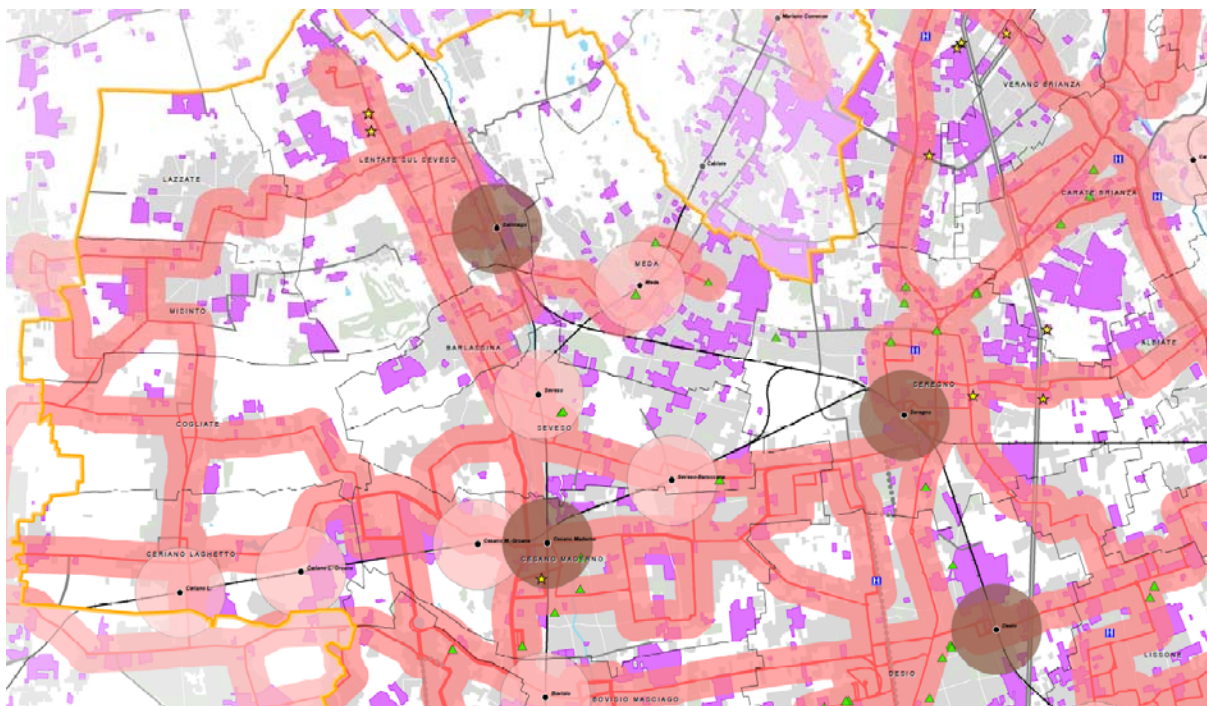 Mariano Comense
H
VERANO BRIANZA
LENTATE SUL SEVESO
Cabiate
H
LAZZATE
CARATE BRIANZA
H
H
Camnago
MEDA
Meda
MISINTO
BARLASSINA
ALBIATE
H
SEREGNO
Seveso
Seregno
COGLIATE
SEVESO
Seveso-Baruccana
Cesano M.-Groane
Cesano Maderno
CERIANO LAGHETTO
CESANO MADERNO
Ceriano L.-Groane
H
Ceriano L.
Desio
H
LISSONE
DESIO
Bovisio
BOVISIO MASCIAGO